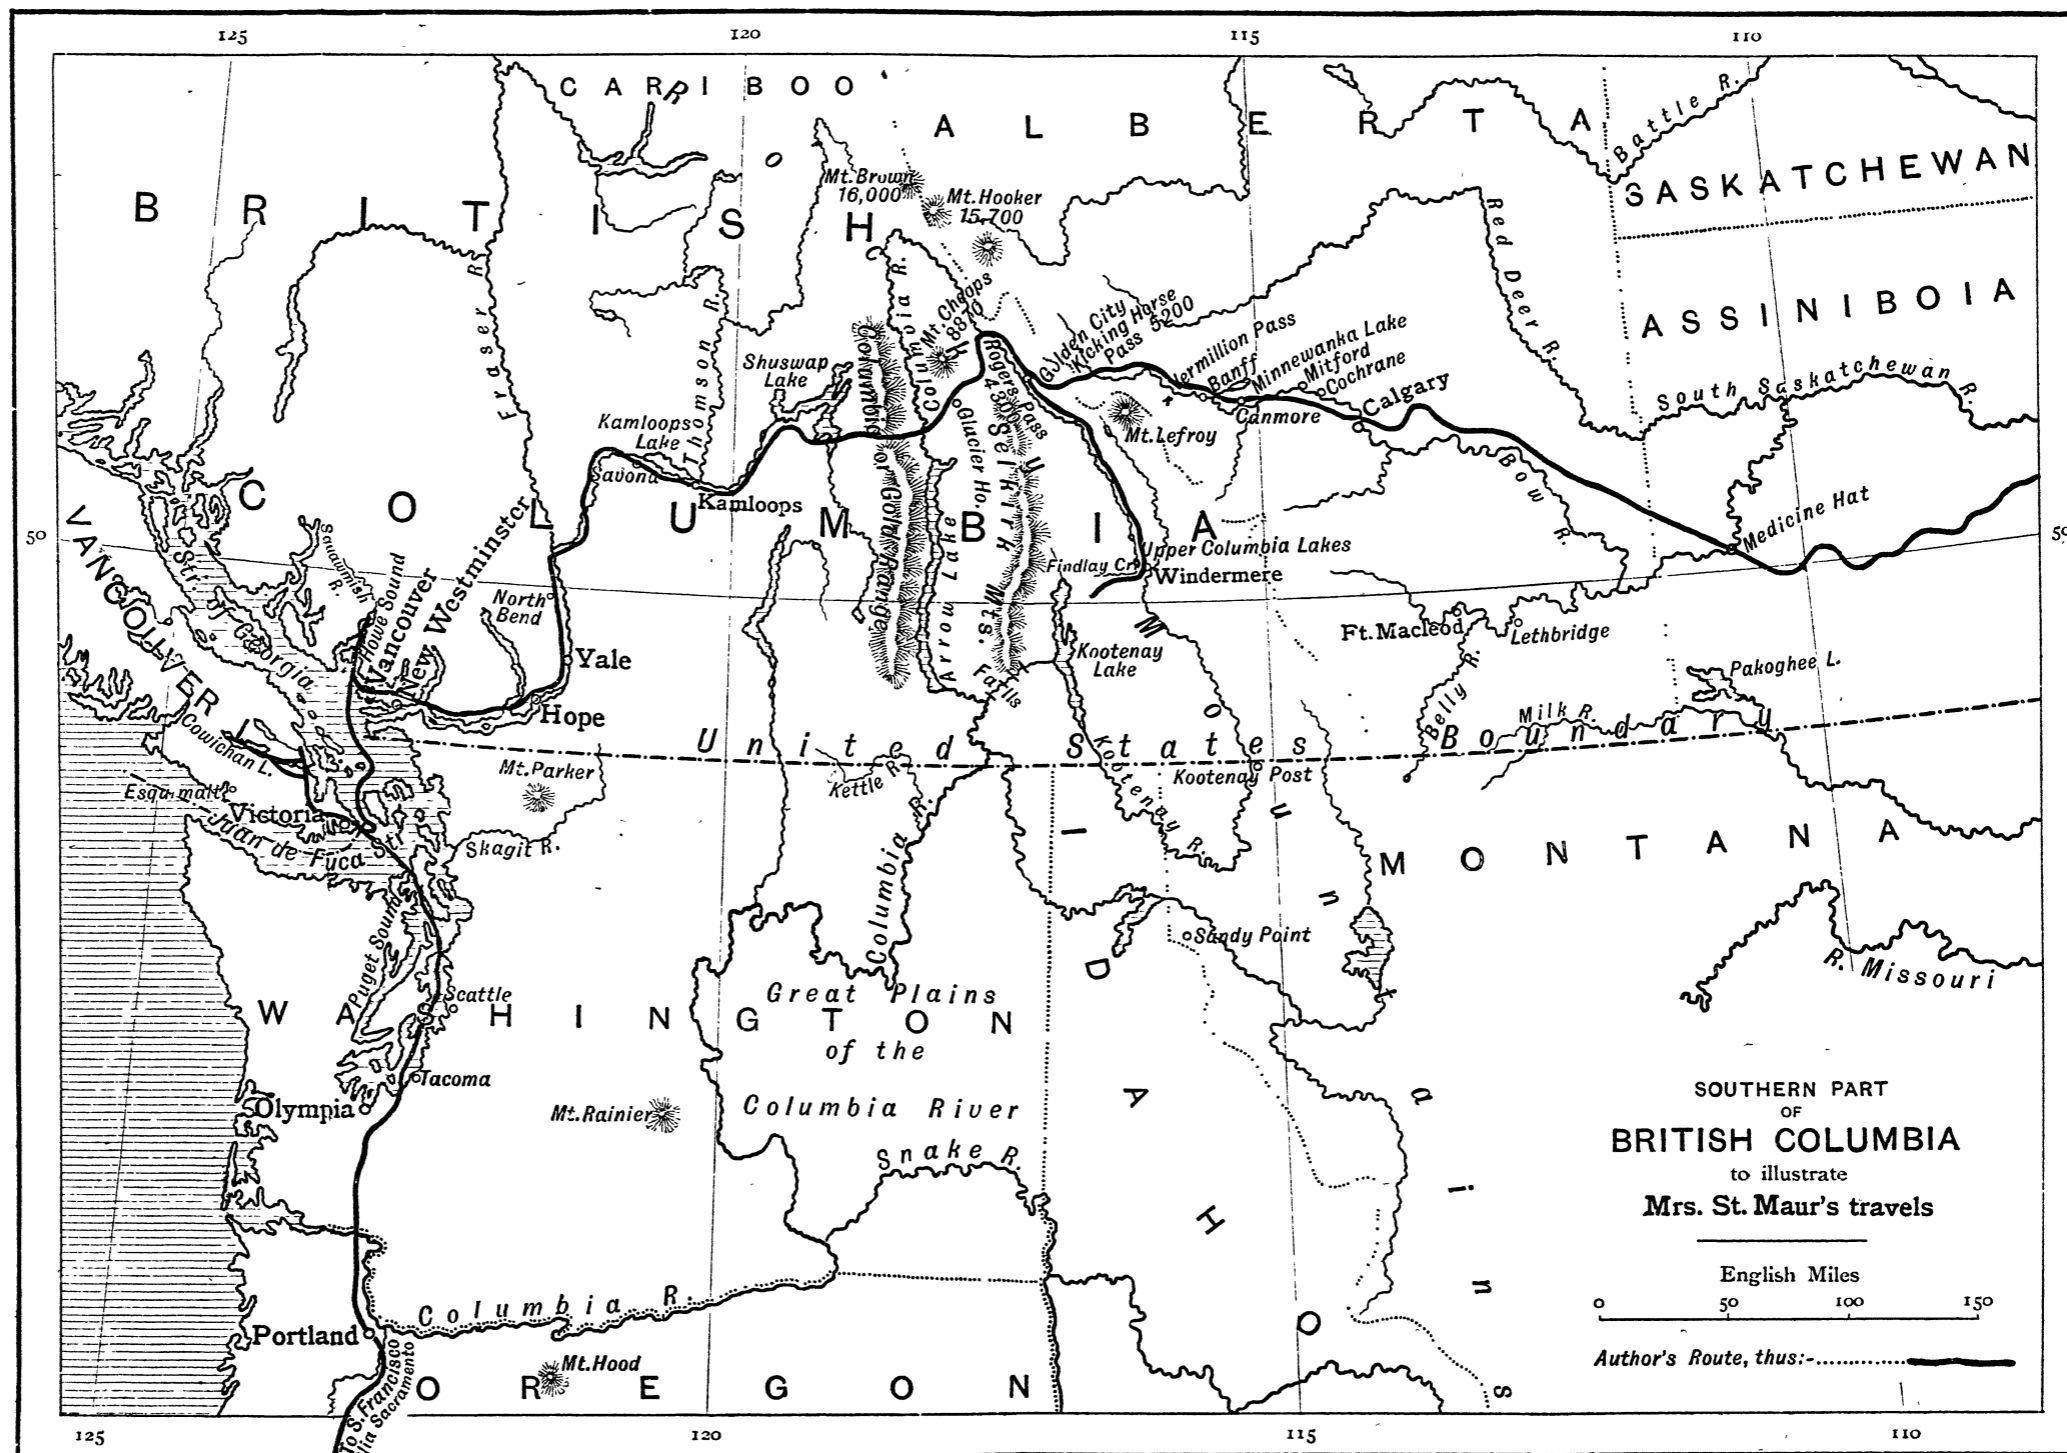 125 120 115 110
CARRIBOO
ALBERTA
Battle R.
SASKATCHEWAN
BRITISH
COLUMBIA
Mt. Brown
16,000
Mt. Hooker
15,700
Red Deer R.
ASSINIBOIA
Fraser R.
Thomson R.
Columbia R.
Mt. Cheops
8870
Golden City
Kicking Horse
Pass 5200
Vermillion Pass
Banff
Minnewanka Lake
Mitford
Cochrane
Calgary
South Saskatchewan R.
Shuswap
Lake
Rogers Pass
4300
Canmore
Mt. Lefroy
Kamloops
Lake
Savona
Kamloops
Glacier Ho.
Selkirk Mts.
Columbia or Gold Range
Arrow Lake
Bow R.
Medicine Hat
50
50
VANCOUVER I.
Str. of Georgia
Howe Sound
Vancouver
New Westminster
North
Bend
Upper Columbia Lakes
Findlay Cr.
Windermere
Ft. Macleod
Lethbridge
Yale
Hope
Kootenay
Lake
Falls
Belly R.
Pakoghee L.
Milk R.
Cowichan L.
United States Boundary
Mt. Parker
Kettle R.
Kootenay Post
Kootenay R.
Esquimalt
Victoria
Juan de Fuca Str.
Skagit R.
Columbia R.
MONTANA
Puget Sound
Sandy Point
R. Missouri
Mountains
IDAHO
WASHINGTON
Seattle
Great Plains
of the
Columbia River
Tacoma
Olympia
Mt. Rainier
Snake R.
SOUTHERN PART
OF
BRITISH COLUMBIA
to illustrate
Mrs. St. Maur's travels
English Miles
0 50 100 150
Author's Route, thus:-
Columbia R.
Portland
Mt. Hood
OREGON
To S. Francisco
via Sacramento
125 120 115 110